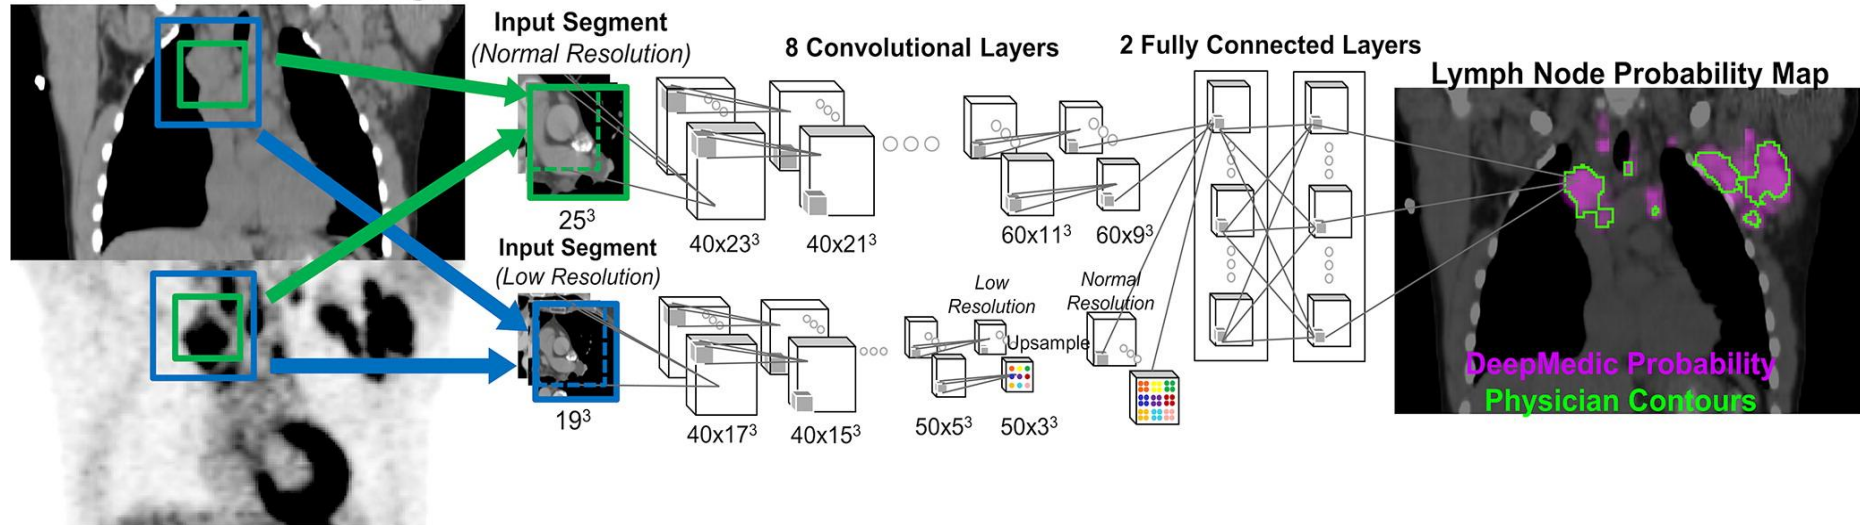 Input Segment
(Normal Resolution)
8 Convolutional Layers
2 Fully Connected Layers
Lymph Node Probability Map
25³
40x23³
40x21³
60x11³
60x9³
Input Segment
(Low Resolution)
Low
Resolution
Normal
Resolution
Upsample
19³
40x17³
40x15³
50x5³
50x3³
DeepMedic Probability
Physician Contours